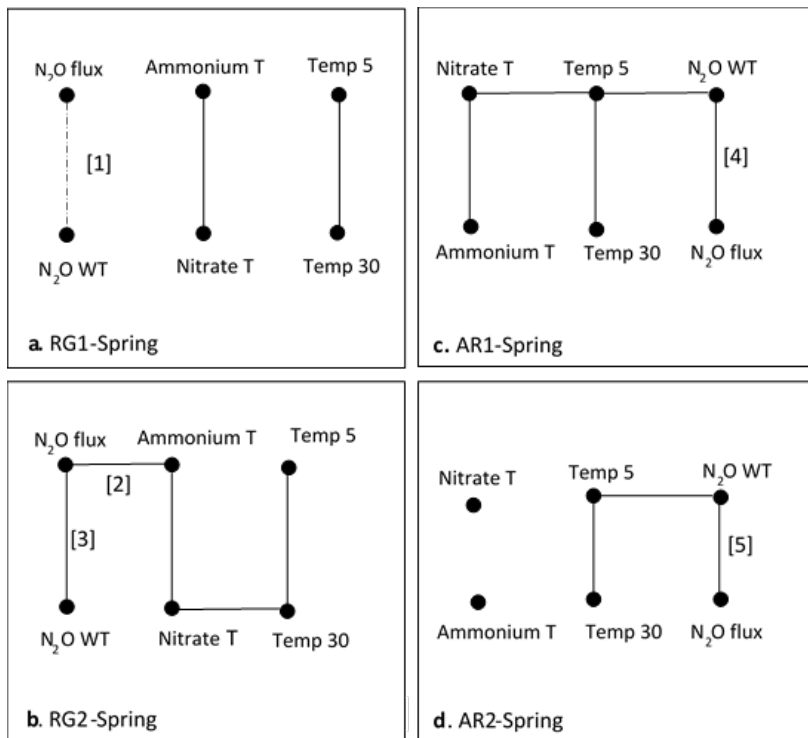 N₂O flux Ammonium T Temp 5
[1]
N₂O WT Nitrate T Temp 30
a. RG1-Spring
Nitrate T Temp 5 N₂O WT
[4]
Ammonium T Temp 30 N₂O flux
c. AR1-Spring
N₂O flux Ammonium T Temp 5
[2]
[3]
N₂O WT Nitrate T Temp 30
b. RG2-Spring
Nitrate T Temp 5 N₂O WT
[5]
Ammonium T Temp 30 N₂O flux
d. AR2-Spring